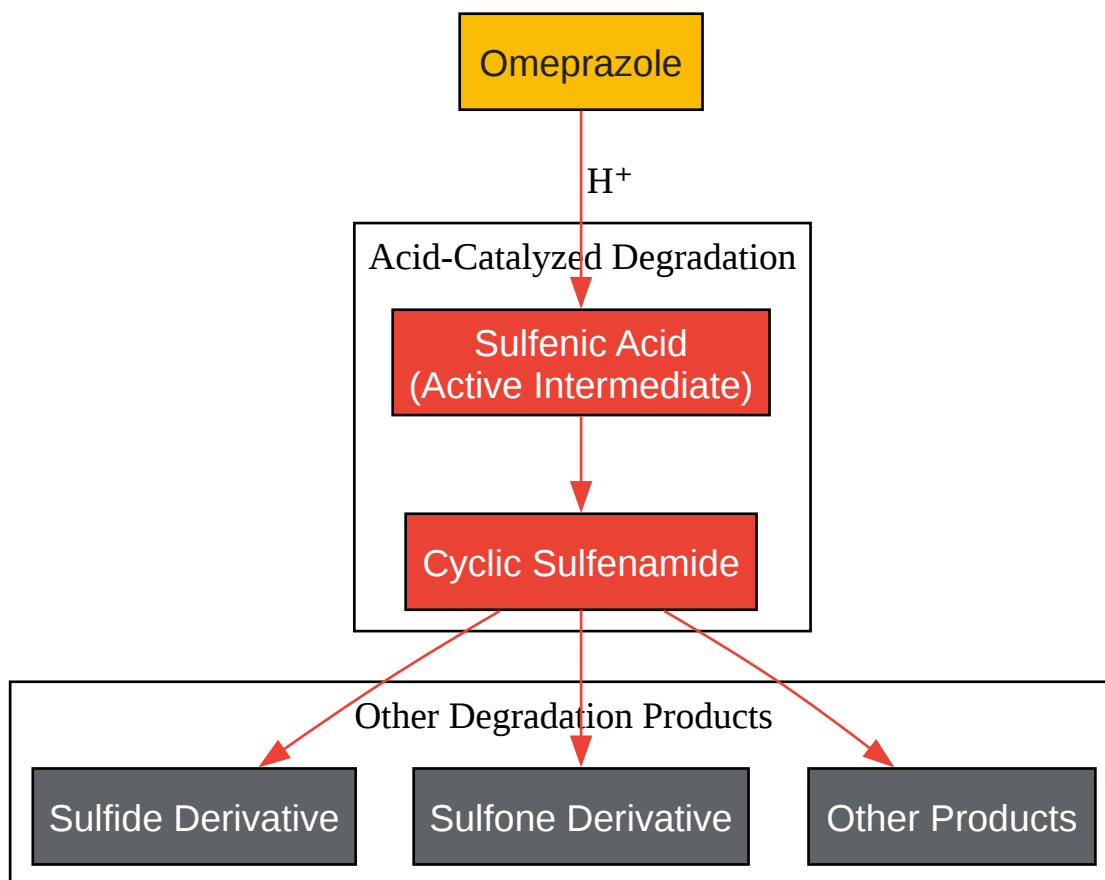 Omeprazole
H⁺
Acid-Catalyzed Degradation
Sulfenic Acid
(Active Intermediate)
Cyclic Sulfenamide
Other Degradation Products
Sulfide Derivative
Sulfone Derivative
Other Products